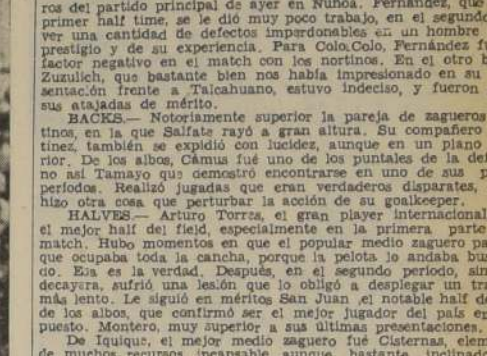 ros del partido principal de ayer en Ñuñoa. Fernández, que
primer half time, se le dió muy poco trabajo, en el segundo
ver una cantidad de defectos imperdonables en un hombre
prestigio y de su experiencia. Para Colo.Colo, Fernández f
factor negativo en el match con los nortinos. En el otro b
Zuzulich, que bastante bien nos había impresionado en su
sentación frente a Talcahuano, estuvo indeciso, y fueron
sus atajadas de mérito.
BACKS.— Notoriamente superior la pareja de zagueros
tinos, en la que Salfate rayó a gran altura. Su compañero
tínez, también se expidió con lucidez, aunque en un plano
rior. De los albos, Cámus fué uno de los puntales de la de
no así Tamayo que demostró encontrarse en uno de sus p
períodos. Realizó jugadas que eran verdaderos disparates,
hizo otra cosa que perturbar la acción de su goalkeeper.
HALVES.— Arturo Torres, el gran player internacional
el mejor half del field, especialmente en la primera parte
match. Hubo momentos en que el popular medio zaguero pa
que ocupaba toda la cancha, porque la pelota lo andaba bus
do. Esa es la verdad. Después, en el segundo período, sin
decayera, sufrió una lesión que lo obligó a desplegar un tra
más lento. Le siguió en méritos San Juan ,el notable half de
de los albos, que confirmó ser el mejor jugador del país en
puesto. Montero, muy superior a sus últimas presentaciones.
De Iquique, el mejor medio zaguero fué Cisternas, elem
de muchos recursos incansable aunque bastante inclinad